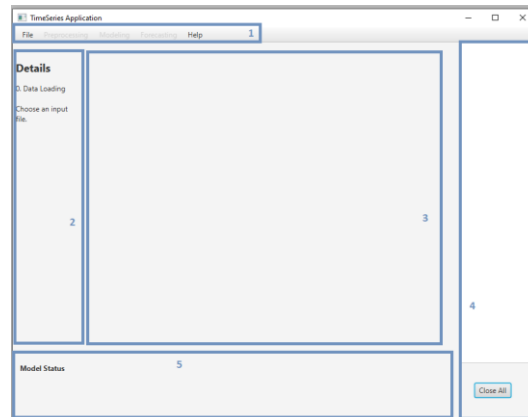 TimeSeries Application
File Preprocessing Modeling Forecasting Help 1
Details
0. Data Loading
Choose an input
file.
2
3
4
5
Model Status
Close All